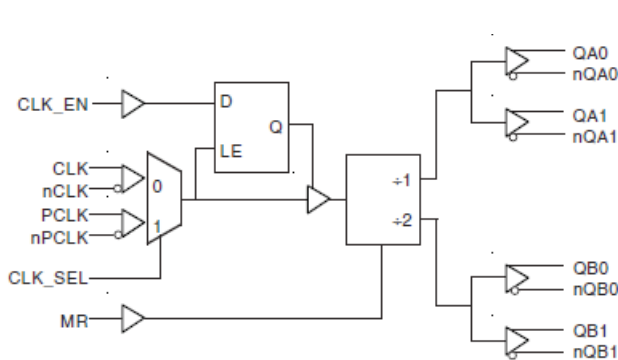 CLK_EN
D
Q
LE
CLK
nCLK
PCLK
nPCLK
0
1
CLK_SEL
MR
÷1
÷2
QA0
nQA0
QA1
nQA1
QB0
nQB0
QB1
nQB1